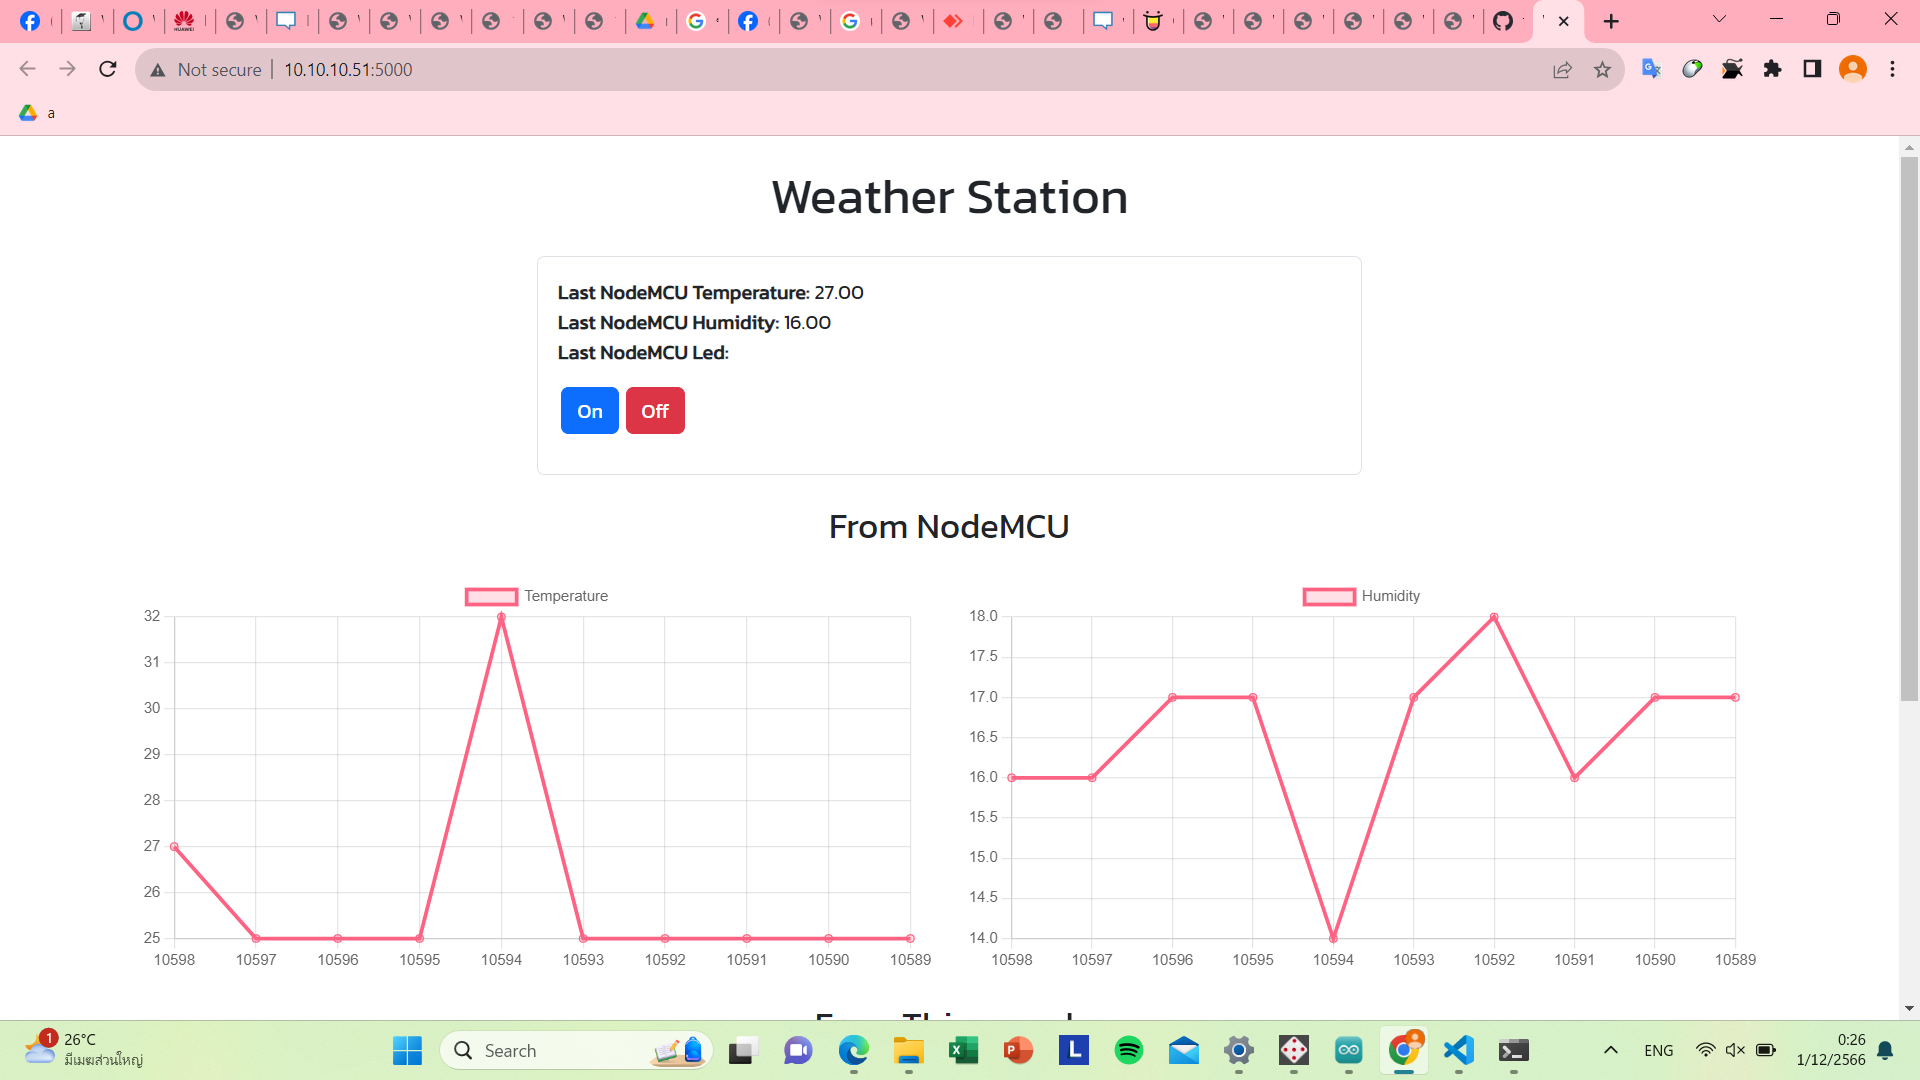 Not secure
10.10.10.51:5000
a
Weather Station
Last NodeMCU Temperature: 27.00
Last NodeMCU Humidity: 16.00
Last NodeMCU Led:
On Off
From NodeMCU
Temperature
32
31
30
29
28
27
26
25
10598 10597 10596 10595 10594 10593 10592 10591 10590 10589
Humidity
18.0
17.5
17.0
16.5
16.0
15.5
15.0
14.5
14.0
10598 10597 10596 10595 10594 10593 10592 10591 10590 10589
1
26°C
มีเมฆส่วนใหญ่
Search
ENG
0:26
1/12/2566